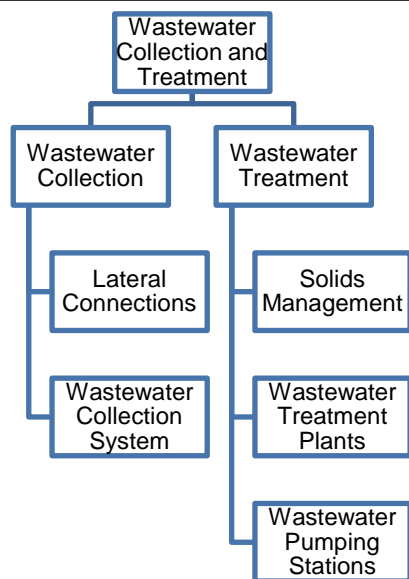 Wastewater
Collection and
Treatment
Wastewater
Collection
Wastewater
Treatment
Lateral
Connections
Solids
Management
Wastewater
Collection
System
Wastewater
Treatment
Plants
Wastewater
Pumping
Stations